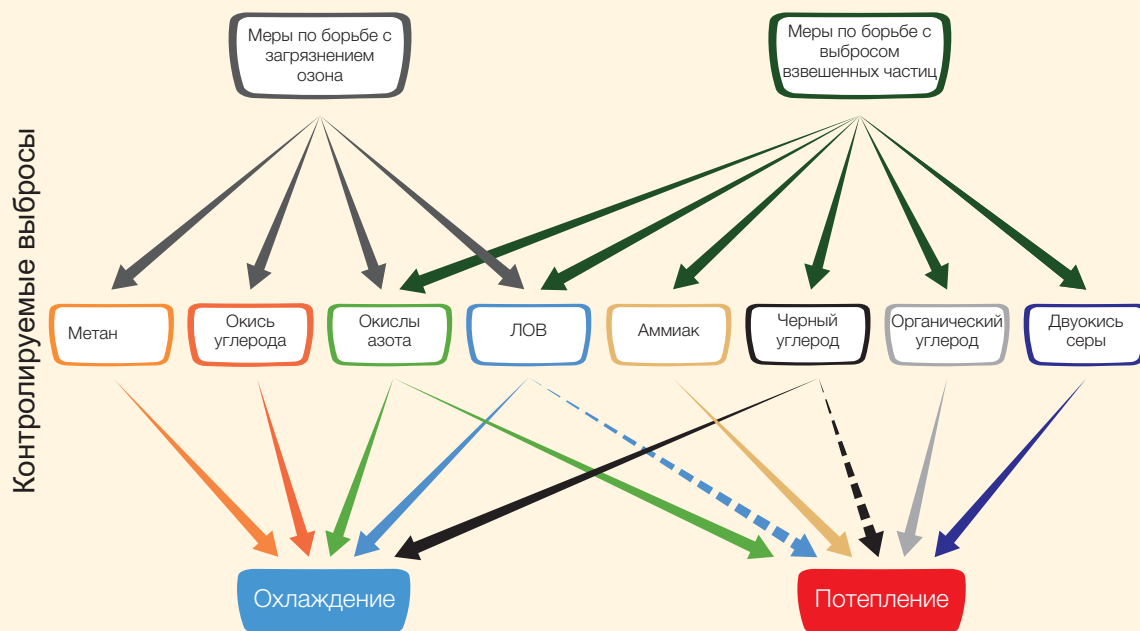 Меры по борьбе с
загрязнением
озона
Меры по борьбе с
выбросом
взвешенных частиц
Контролируемые выбросы
Метан
Окись
углерода
Окислы
азота
ЛОВ
Аммиак
Черный
углерод
Органический
углерод
Двуокись
серы
Охлаждение
Потепление